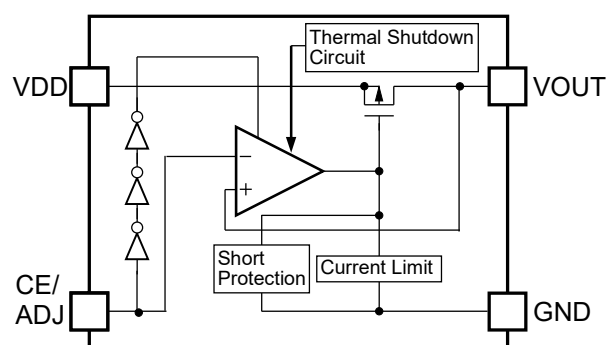 Thermal Shutdown
Circuit
VDD
VOUT
−
+
Short
Protection
Current Limit
CE/
ADJ
GND